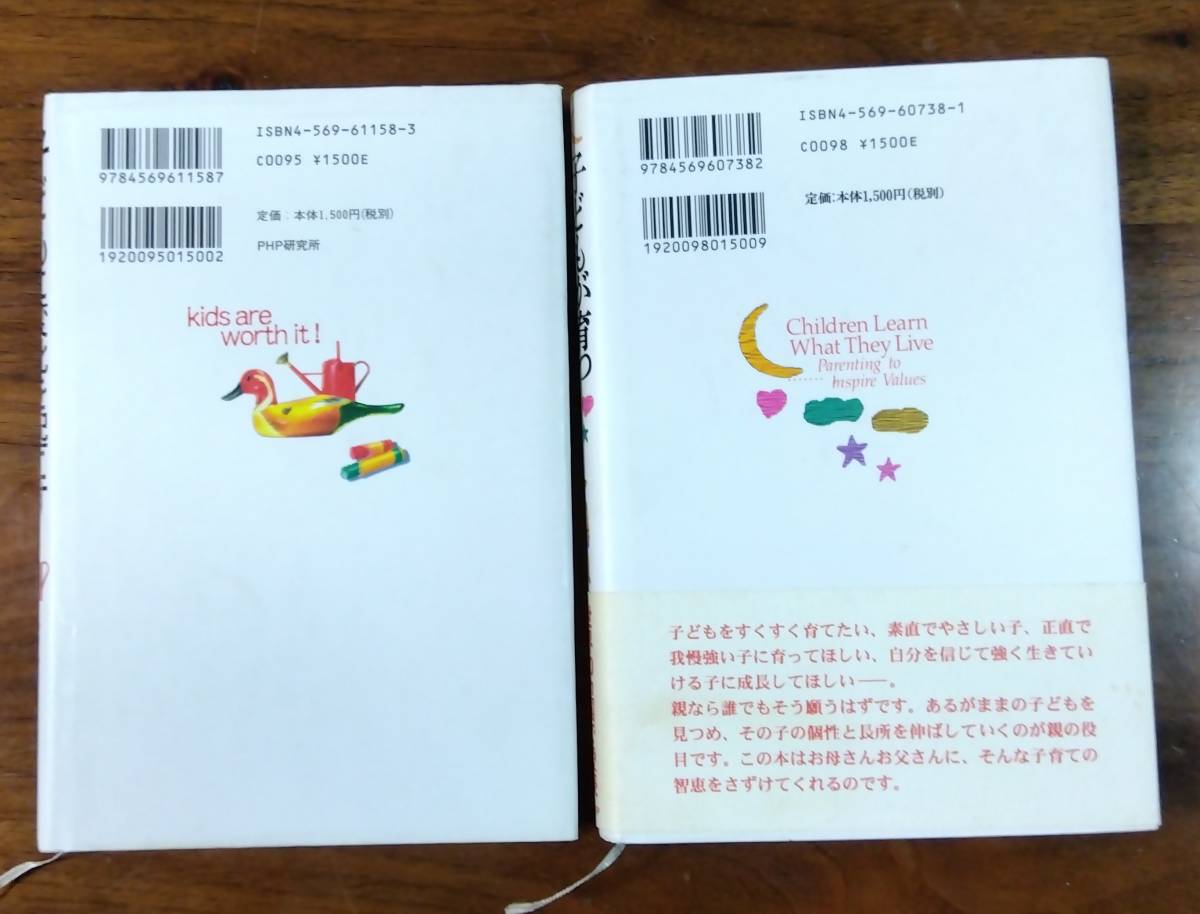 ISBN4-569-61158-3
C0095 ¥1500E
9784569611587
定価：本体1,500円(税別)
1920095015002
PHP研究所
kids are
worth it!
ISBN4-569-60738-1
C0098 ¥1500E
9784569607382
定価:本体1,500円(税別)
1920098015009
Children Learn
What They Live
Parenting to
Inspire Values
子どもをすくすく育てたい、素直でやさしい子、正直で
我慢強い子に育ってほしい、自分を信じて強く生きてい
ける子に成長してほしい――。
親なら誰でもそう願うはずです。あるがままの子どもを
見つめ、その子の個性と長所を伸ばしていくのが親の役
目です。この本はお母さんお父さんに、そんな子育ての
智恵をさずけてくれるのです。